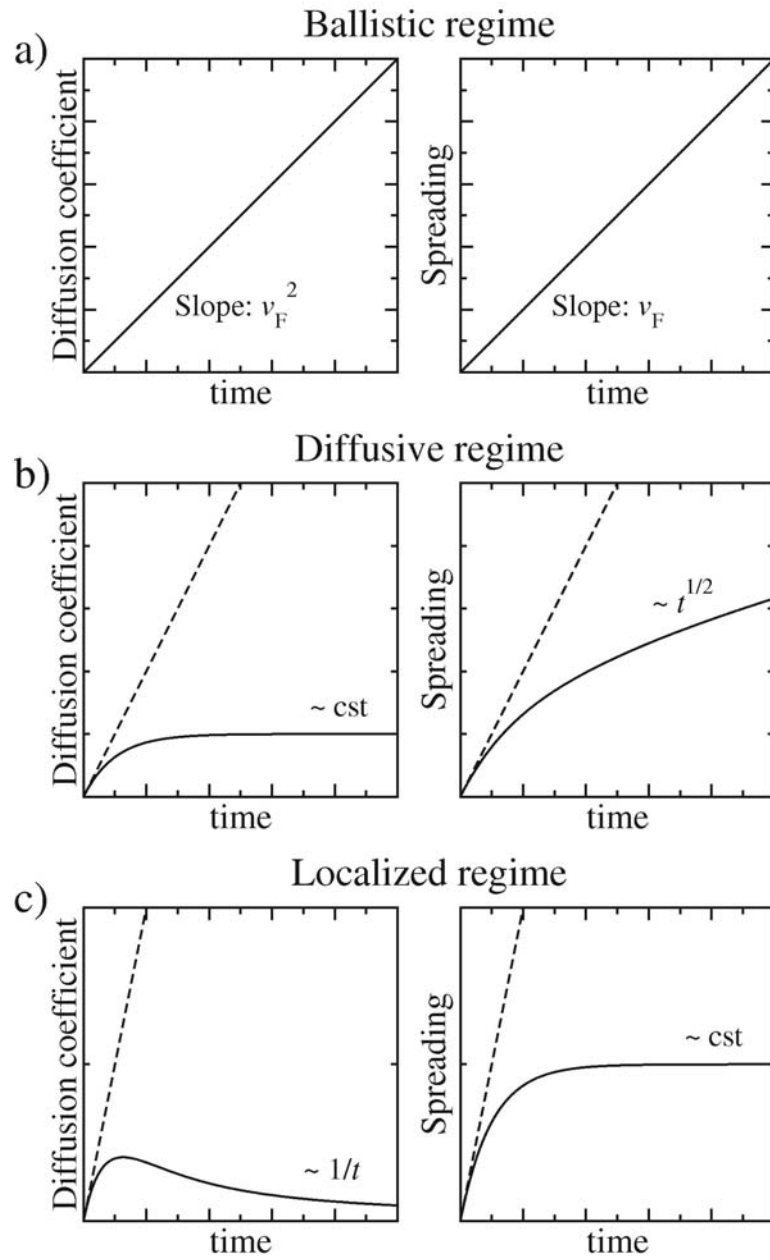 Ballistic regime
a)
Diffusion coefficient
Slope: v_F^2
time
Spreading
Slope: v_F
time
Diffusive regime
b)
Diffusion coefficient
~ cst
time
Spreading
~ t^{1/2}
time
Localized regime
c)
Diffusion coefficient
~ 1/t
time
Spreading
~ cst
time